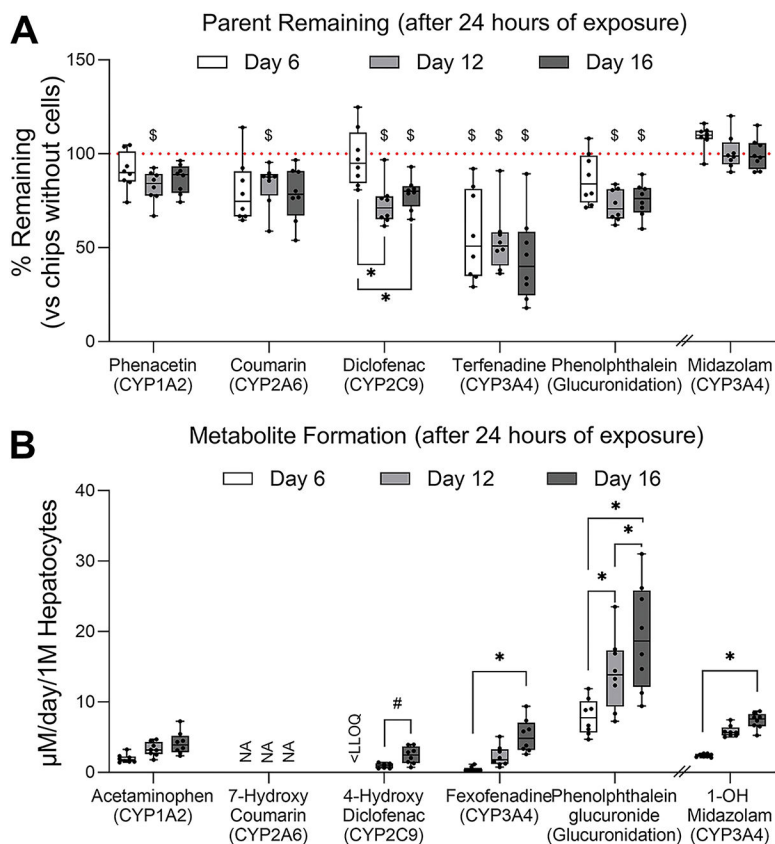 A
Parent Remaining (after 24 hours of exposure)
Day 6 Day 12 Day 16
% Remaining
(vs chips without cells)
150
100
50
0
$ $ $ $ $ $ $ $ $
* *
Phenacetin
(CYP1A2)
Coumarin
(CYP2A6)
Diclofenac
(CYP2C9)
Terfenadine
(CYP3A4)
Phenolphthalein
(Glucuronidation)
Midazolam
(CYP3A4)
B
Metabolite Formation (after 24 hours of exposure)
Day 6 Day 12 Day 16
µM/day/1M Hepatocytes
40
30
20
10
0
NA NA NA
<LLOQ
#
*
*
*
*
*
Acetaminophen
(CYP1A2)
7-Hydroxy
Coumarin
(CYP2A6)
4-Hydroxy
Diclofenac
(CYP2C9)
Fexofenadine
(CYP3A4)
Phenolphthalein
glucuronide
(Glucuronidation)
1-OH
Midazolam
(CYP3A4)